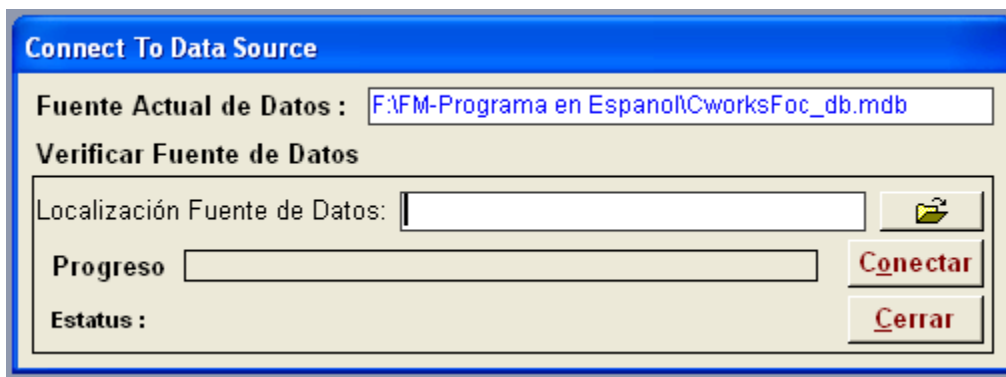 Connect To Data Source
Fuente Actual de Datos : F:\FM-Programa en Espanol\CworksFoc_db.mdb
Verificar Fuente de Datos
Localización Fuente de Datos:
Progreso Conectar
Estatus : Cerrar